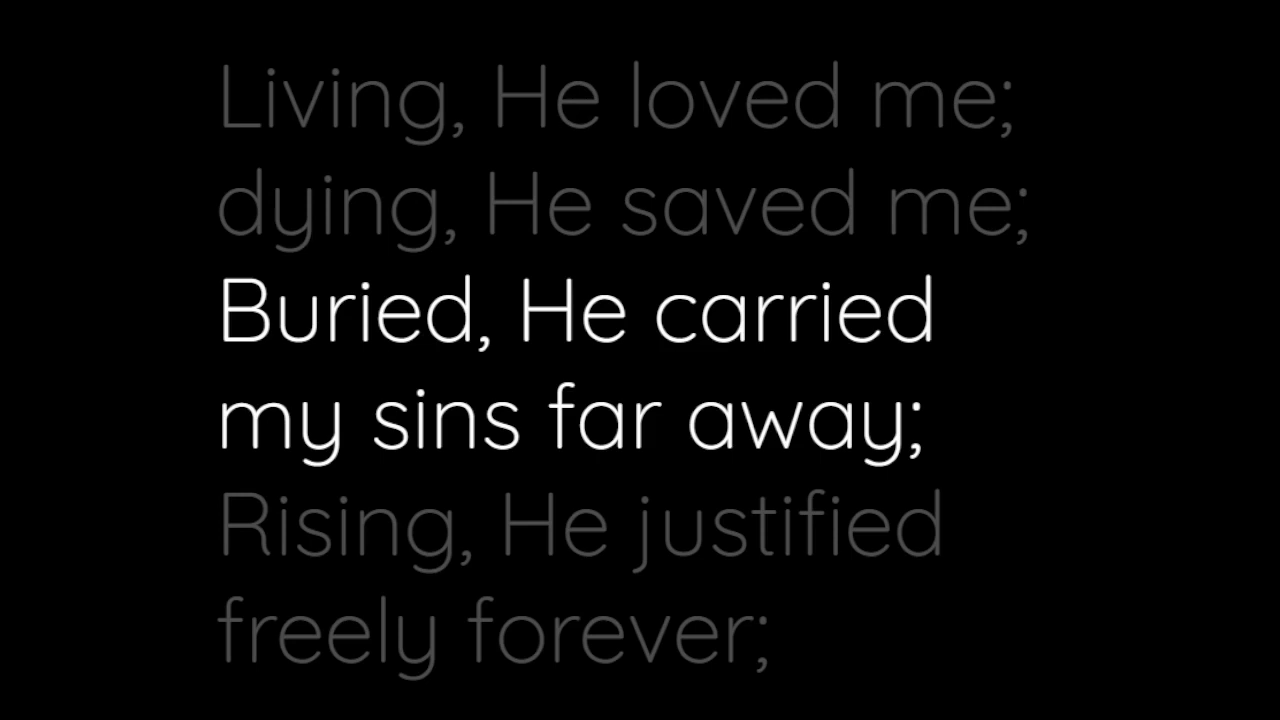 Living, He loved me;
dying, He saved me;
Buried, He carried
my sins far away;
Rising, He justified
freely forever;